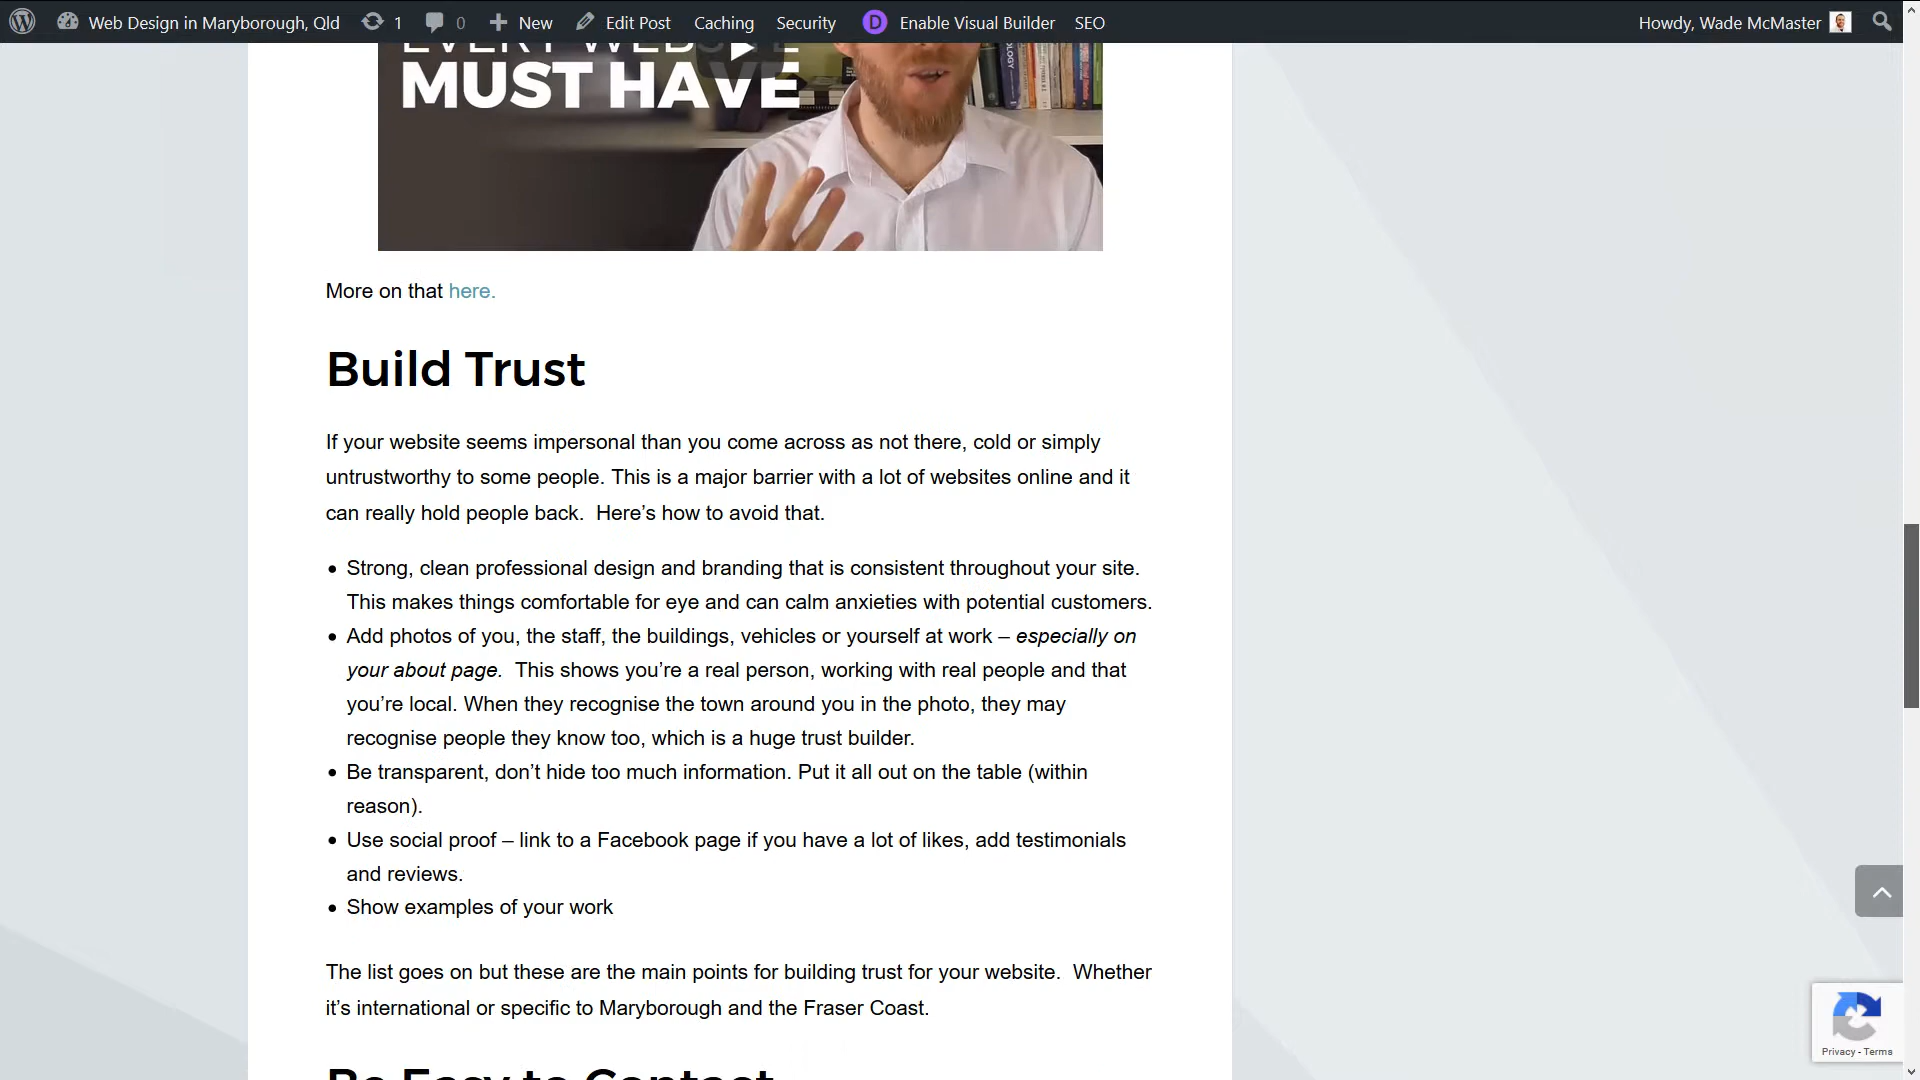 Web Design in Maryborough, Qld 1 0 New Edit Post Caching Security D Enable Visual Builder SEO Howdy, Wade McMaster
EVERY WEBSITE
MUST HAVE
More on that here.
Build Trust
If your website seems impersonal than you come across as not there, cold or simply
untrustworthy to some people. This is a major barrier with a lot of websites online and it
can really hold people back.  Here’s how to avoid that.
• Strong, clean professional design and branding that is consistent throughout your site.
This makes things comfortable for eye and can calm anxieties with potential customers.
• Add photos of you, the staff, the buildings, vehicles or yourself at work – especially on
your about page.  This shows you’re a real person, working with real people and that
you’re local. When they recognise the town around you in the photo, they may
recognise people they know too, which is a huge trust builder.
• Be transparent, don’t hide too much information. Put it all out on the table (within
reason).
• Use social proof – link to a Facebook page if you have a lot of likes, add testimonials
and reviews.
• Show examples of your work
The list goes on but these are the main points for building trust for your website.  Whether
it’s international or specific to Maryborough and the Fraser Coast.
Be Easy to Contact
Privacy - Terms